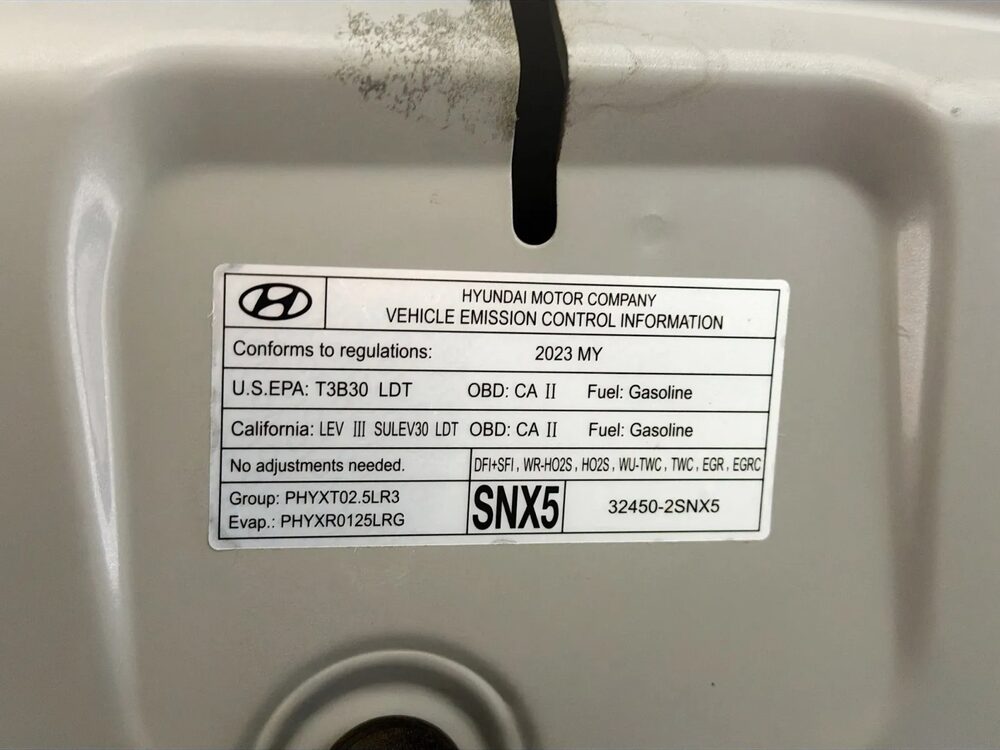 HYUNDAI MOTOR COMPANY
VEHICLE EMISSION CONTROL INFORMATION
Conforms to regulations: 2023 MY
U.S.EPA: T3B30 LDT OBD: CA II Fuel: Gasoline
California: LEV III SULEV30 LDT OBD: CA II Fuel: Gasoline
No adjustments needed. DFI+SFI, WR-HO2S, HO2S, WU-TWC, TWC, EGR, EGRC
Group: PHYXT02.5LR3
Evap.: PHYXR0125LRG
SNX5 32450-2SNX5